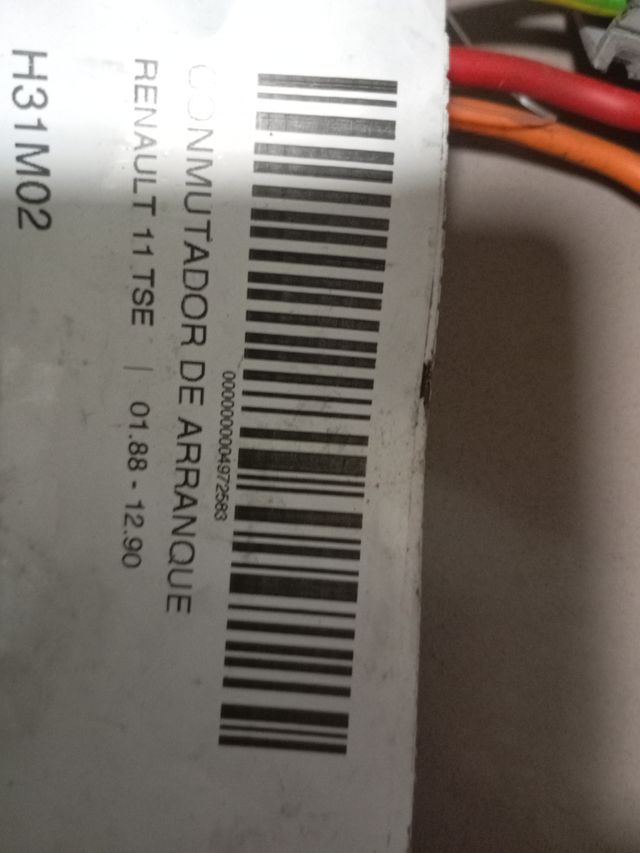 0000000004972583
CONMUTADOR DE ARRANQUE
RENAULT 11 TSE | 01.88 - 12.90
H31M02